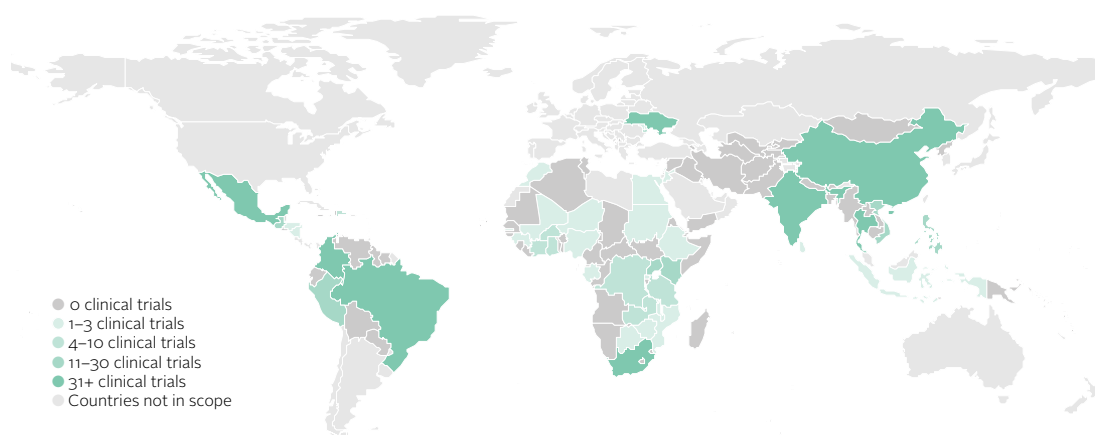 0 clinical trials
1–3 clinical trials
4–10 clinical trials
11–30 clinical trials
31+ clinical trials
Countries not in scope